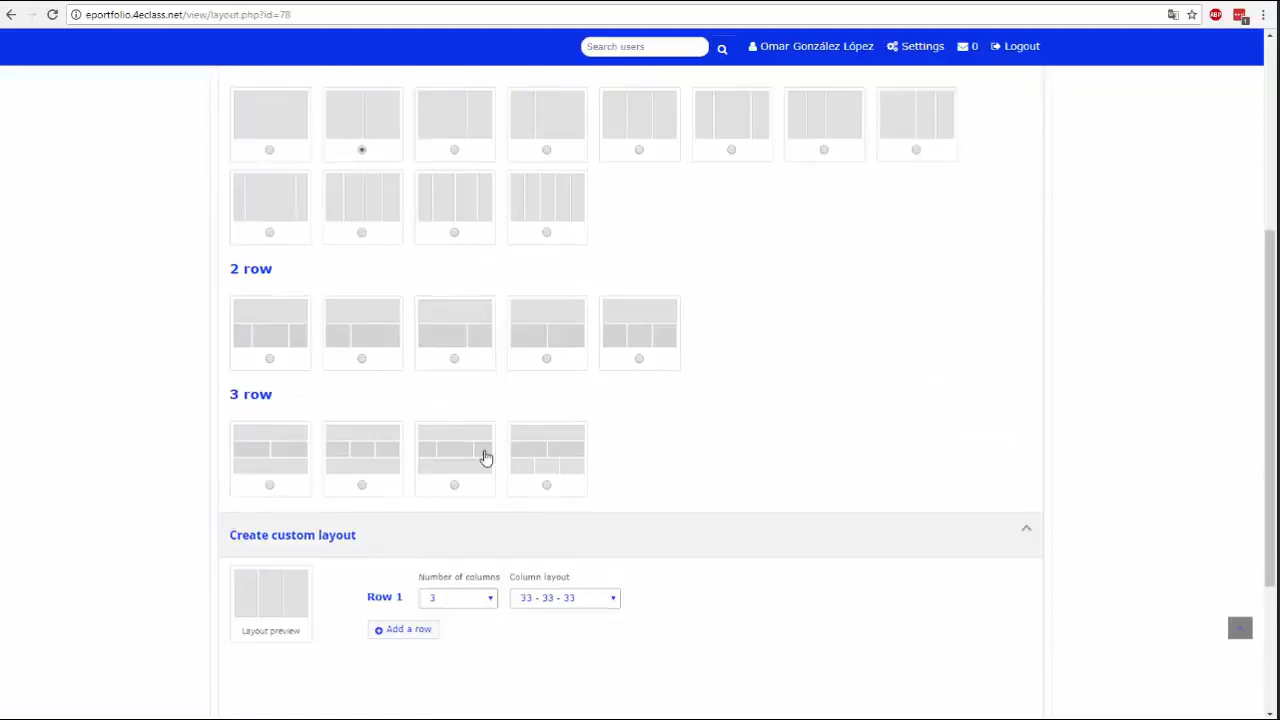 eportfolio.4eclass.net/view/layout.php?id=78
ABP
1
Search users
Omar González López
Settings
0
Logout
2 row
3 row
Create custom layout
Number of columns
Column layout
Row 1
3
33 - 33 - 33
Layout preview
Add a row